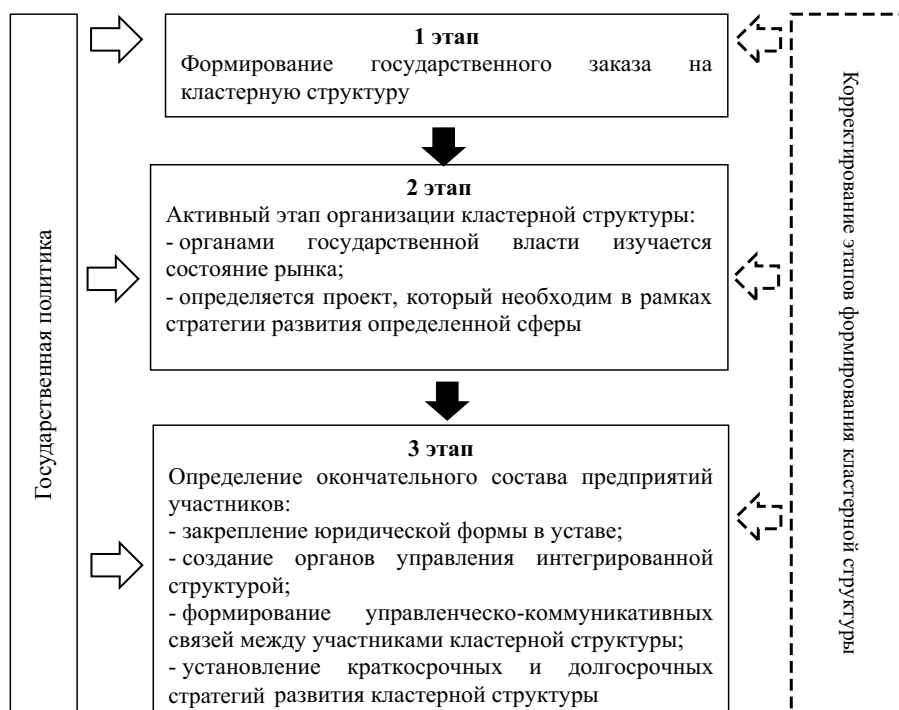 Государственная политика
1 этап
Формирование государственного заказа на
кластерную структуру
2 этап
Активный этап организации кластерной структуры:
- органами государственной власти изучается
состояние рынка;
- определяется проект, который необходим в рамках
стратегии развития определенной сферы
3 этап
Определение окончательного состава предприятий
участников:
- закрепление юридической формы в уставе;
- создание органов управления интегрированной
структурой;
- формирование управленческо-коммуникативных
связей между участниками кластерной структуры;
- установление краткосрочных и долгосрочных
стратегий развития кластерной структуры
Корректирование этапов формирования кластерной структуры